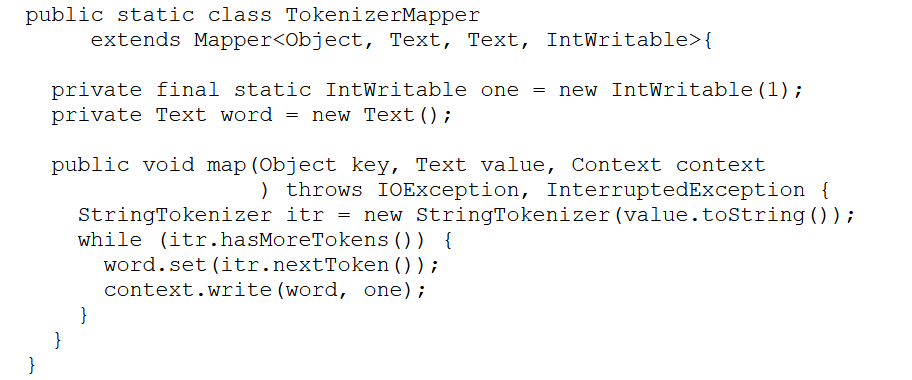 public static class TokenizerMapper
extends Mapper<Object, Text, Text, IntWritable>{
private final static IntWritable one = new IntWritable(1);
private Text word = new Text();
public void map(Object key, Text value, Context context
) throws IOException, InterruptedException {
StringTokenizer itr = new StringTokenizer(value.toString());
while (itr.hasMoreTokens()) {
word.set(itr.nextToken());
context.write(word, one);
}
}
}